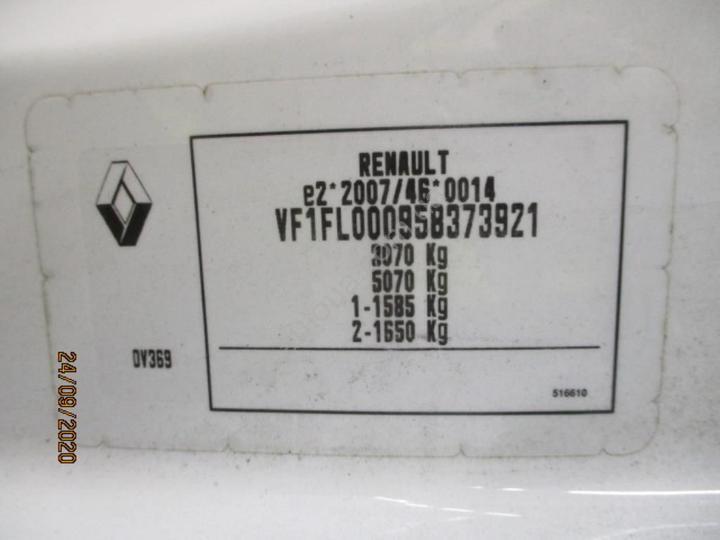 RENAULT
e2*2007/46*0014
VF1FL000958373921
3070 Kg
5070 Kg
1-1585 Kg
2-1650 Kg
DV369
516610
24/09/2020